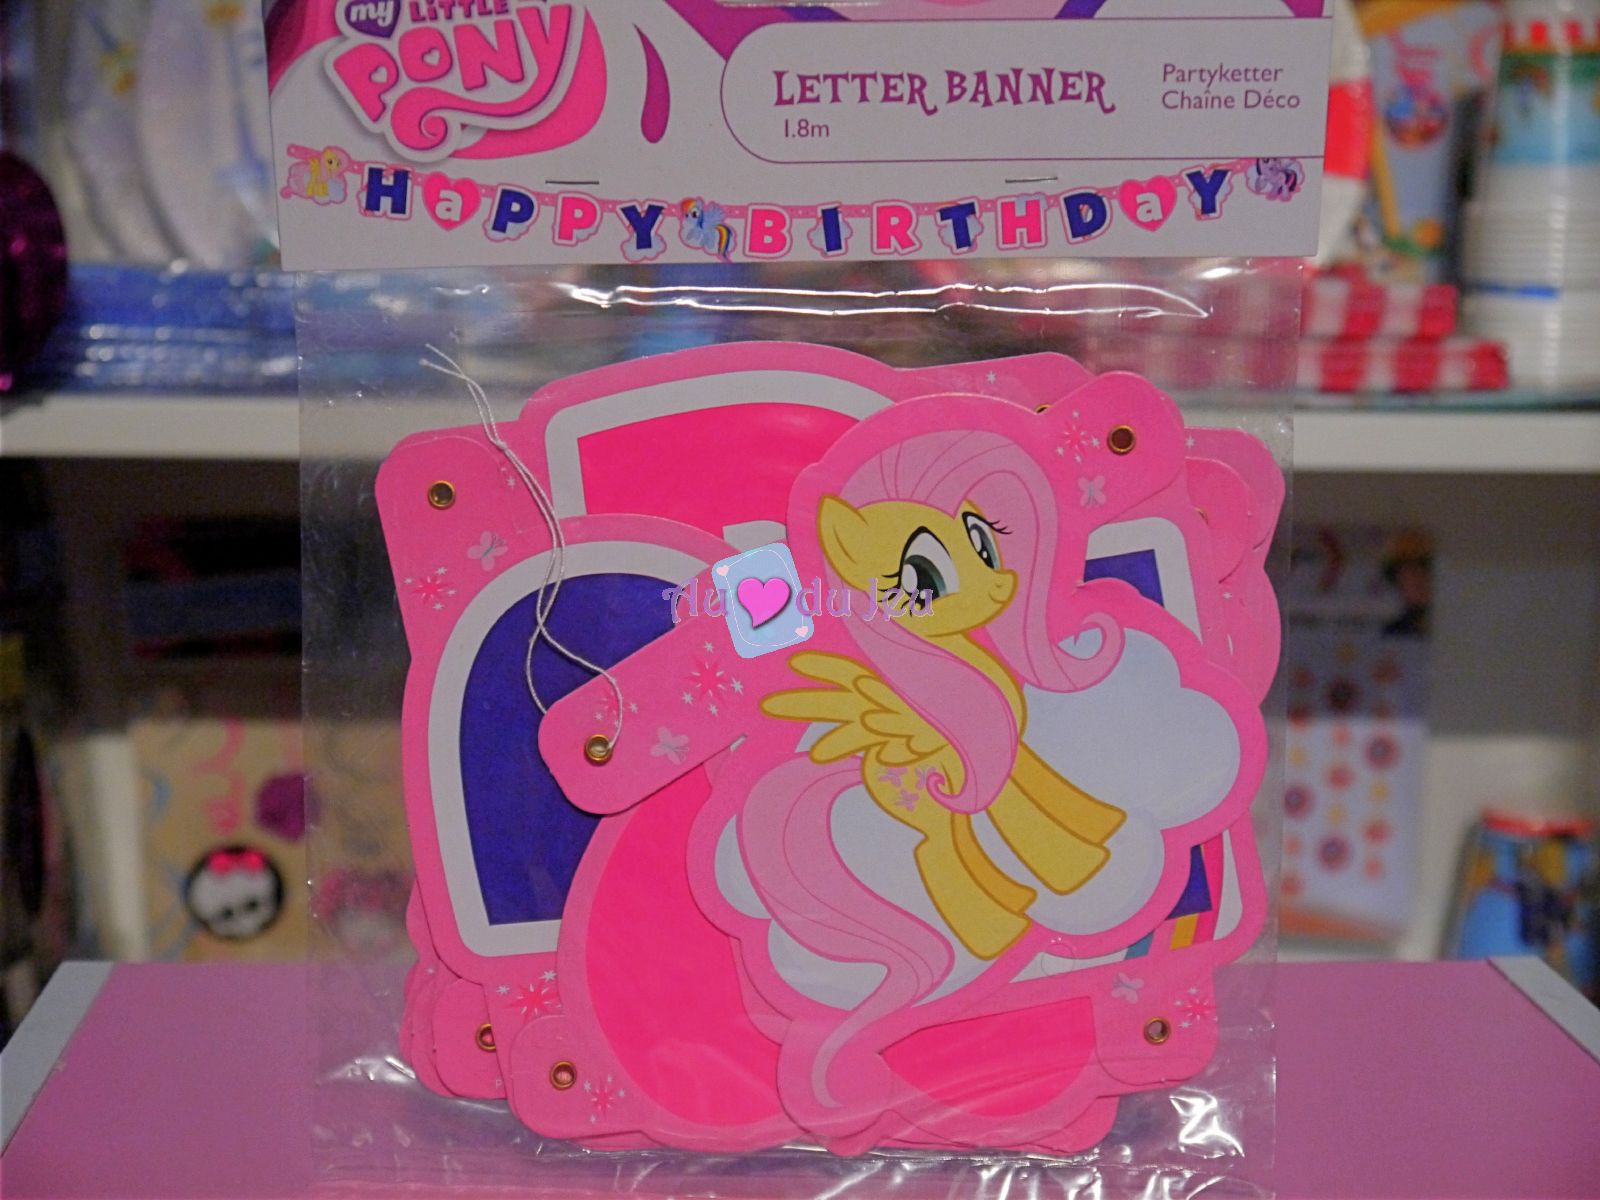 my LiTTLE
PONY
LETTER BANNER
1.8m
Partyketter
Chaîne Déco
HaPPY BIRTHDaY
Au du Jeu